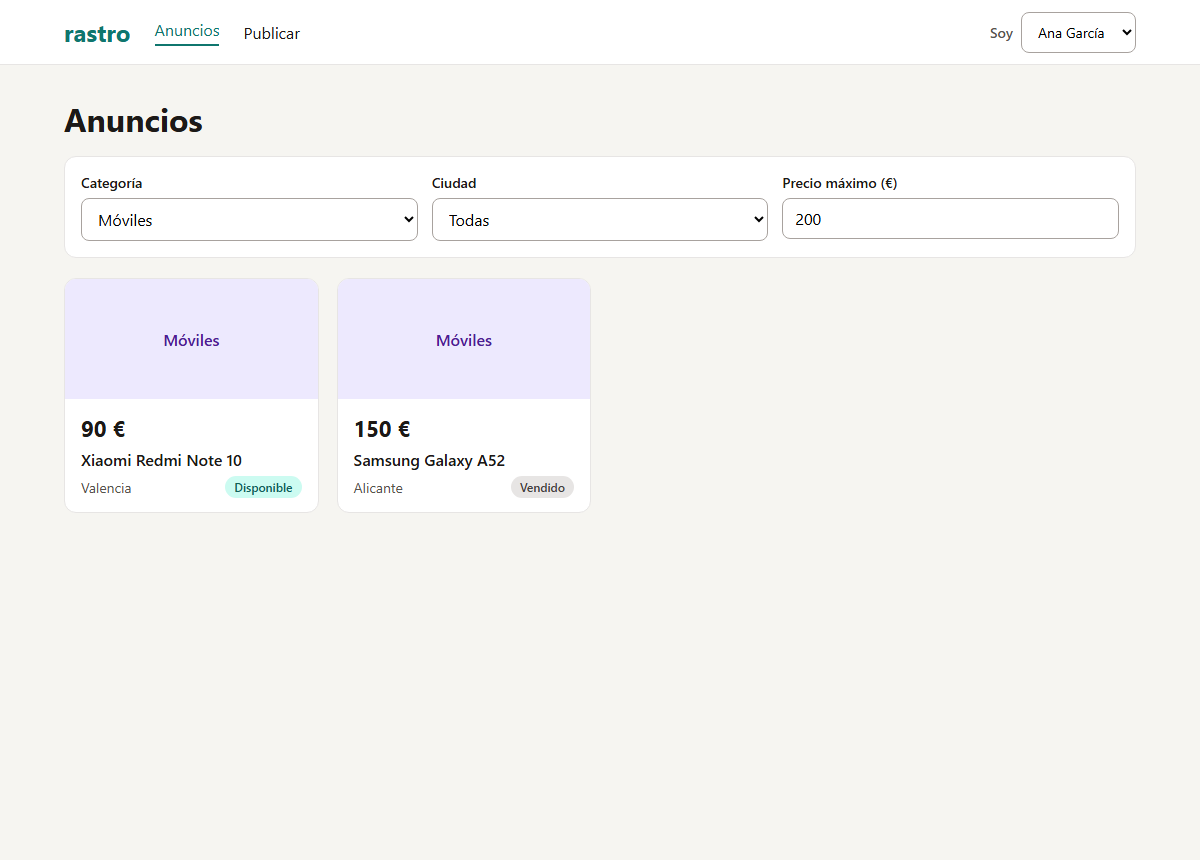 rastro Anuncios Publicar Soy Ana García
Anuncios
Categoría Ciudad Precio máximo (€)
Móviles Todas 200
Móviles Móviles
90 € 150 €
Xiaomi Redmi Note 10 Samsung Galaxy A52
Valencia Disponible Alicante Vendido